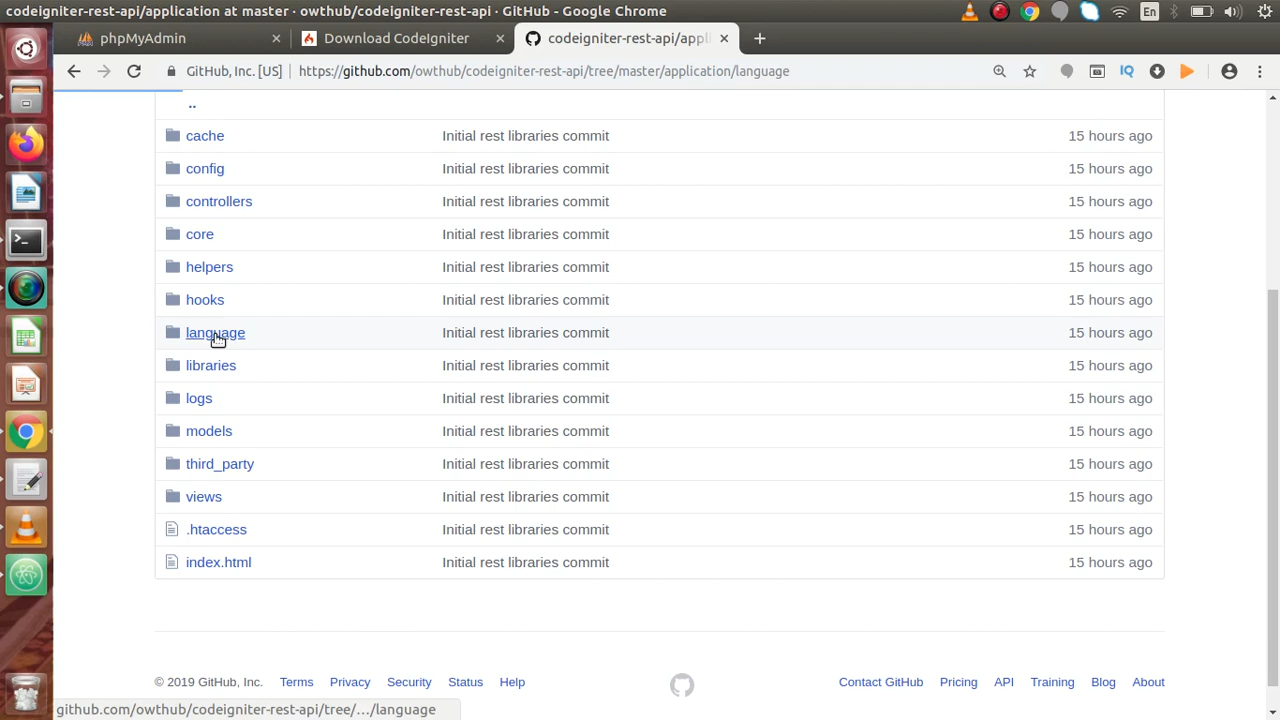 codeigniter-rest-api/application at master · owthub/codeigniter-rest-api · GitHub - Google Chrome
En
phpMyAdmin
Download CodeIgniter
codeigniter-rest-api/appli
GitHub, Inc. [US]
https://github.com/owthub/codeigniter-rest-api/tree/master/application/language
IQ
..
cache Initial rest libraries commit 15 hours ago
config Initial rest libraries commit 15 hours ago
controllers Initial rest libraries commit 15 hours ago
core Initial rest libraries commit 15 hours ago
helpers Initial rest libraries commit 15 hours ago
hooks Initial rest libraries commit 15 hours ago
language Initial rest libraries commit 15 hours ago
libraries Initial rest libraries commit 15 hours ago
logs Initial rest libraries commit 15 hours ago
models Initial rest libraries commit 15 hours ago
third_party Initial rest libraries commit 15 hours ago
views Initial rest libraries commit 15 hours ago
.htaccess Initial rest libraries commit 15 hours ago
index.html Initial rest libraries commit 15 hours ago
© 2019 GitHub, Inc. Terms Privacy Security Status Help Contact GitHub Pricing API Training Blog About
github.com/owthub/codeigniter-rest-api/tree/…/language